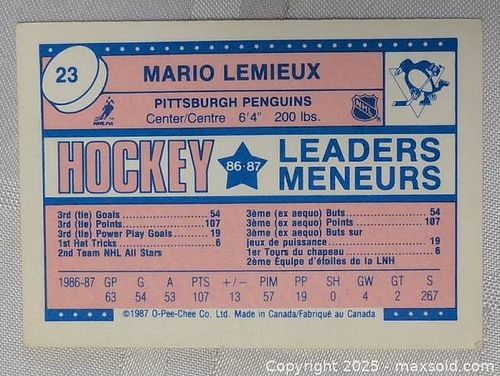 23
MARIO LEMIEUX
PITTSBURGH PENGUINS
Center/Centre 6'4" 200 lbs.
NHLPA
NHL
HOCKEY 86-87 LEADERS
MENEURS
3rd (tie) Goals 54
3rd (tie) Points 107
3rd (tie) Power Play Goals 19
1st Hat Tricks 6
2nd Team NHL All Stars
3ème (ex aequo) Buts 54
3ème (ex aequo) Points 107
3ème (ex aequo) Buts sur
jeux de puissance 19
1er Tours du chapeau 6
2ème Équipe d'étoiles de la LNH
1986-87 GP G A PTS +/- PIM PP SH GW GT S
63 54 53 107 13 57 19 0 4 2 267
©1987 O-Pee-Chee Co. Ltd. Made in Canada/Fabriqué au Canada
Copyright 2025 - maxsold.com